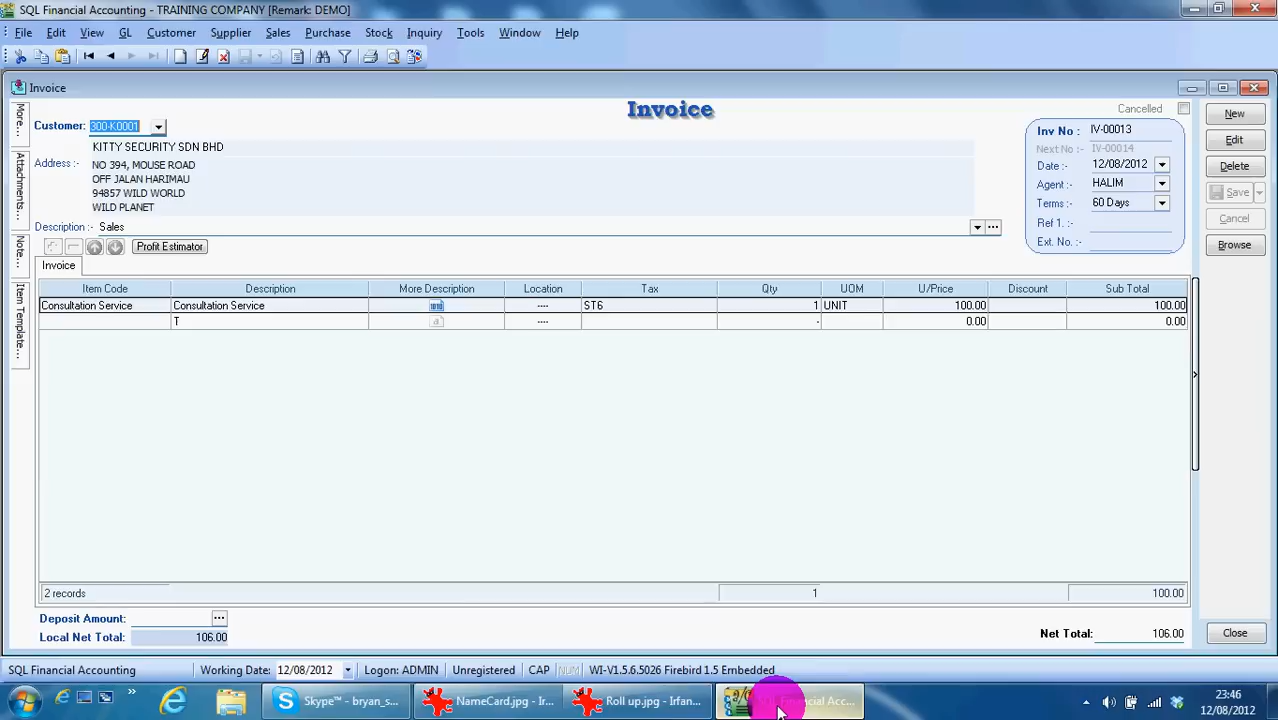 SQL Financial Accounting - TRAINING COMPANY [Remark: DEMO]
File Edit View GL Customer Supplier Sales Purchase Stock Inquiry Tools Window Help
Invoice
Invoice
Cancelled
More...
Attachments...
Note...
Item Template...
Customer: 300-K0001
KITTY SECURITY SDN BHD
Address :- NO 394, MOUSE ROAD
OFF JALAN HARIMAU
94857 WILD WORLD
WILD PLANET
Description :- Sales
Inv No : IV-00013
Next No : IV-00014
Date :- 12/08/2012
Agent :- HALIM
Terms :- 60 Days
Ref 1. :-
Ext. No. :-
New
Edit
Delete
Save
Cancel
Browse
Profit Estimator
Invoice
Item Code Description More Description Location Tax Qty UOM U/Price Discount Sub Total
Consultation Service Consultation Service ---- ST6 1 UNIT 100.00 100.00
T ---- - 0.00 0.00
2 records 1 100.00
Deposit Amount:
Local Net Total: 106.00
Net Total: 106.00
Close
SQL Financial Accounting Working Date: 12/08/2012 Logon: ADMIN Unregistered CAP NUM WI-V1.5.6.5026 Firebird 1.5 Embedded
Skype™ - bryan_s... NameCard.jpg - Ir... Roll up.jpg - Irfan... SQL Financial Acc...
23:46
12/08/2012